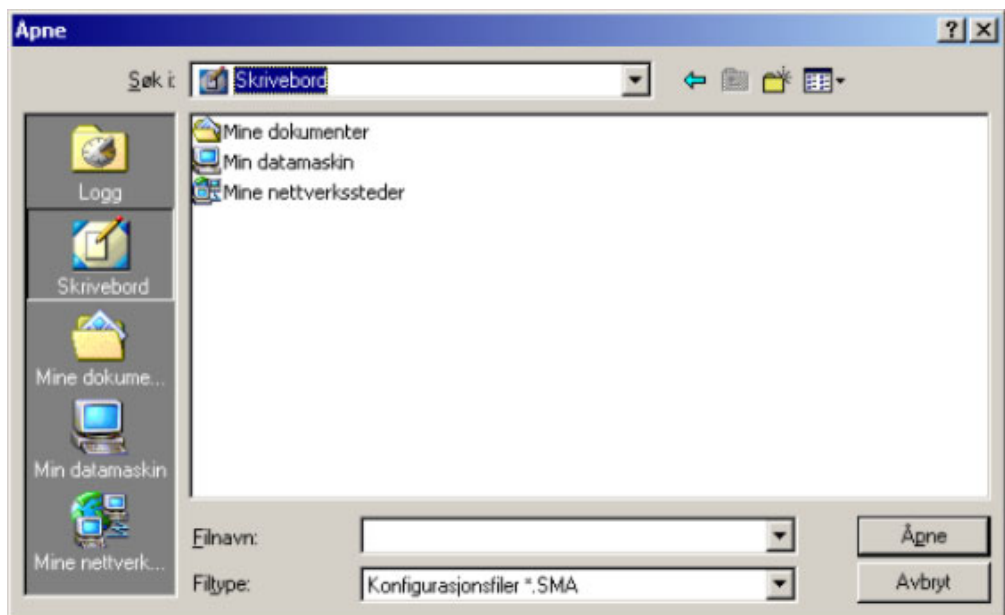 Åpne
Søk i:
Skrivebord
Logg
Skrivebord
Mine dokume...
Min datamaskin
Mine nettverk...
Mine dokumenter
Min datamaskin
Mine nettverkssteder
Filnavn:
Åpne
Filtype:
Konfigurasjonsfiler *.SMA
Avbryt